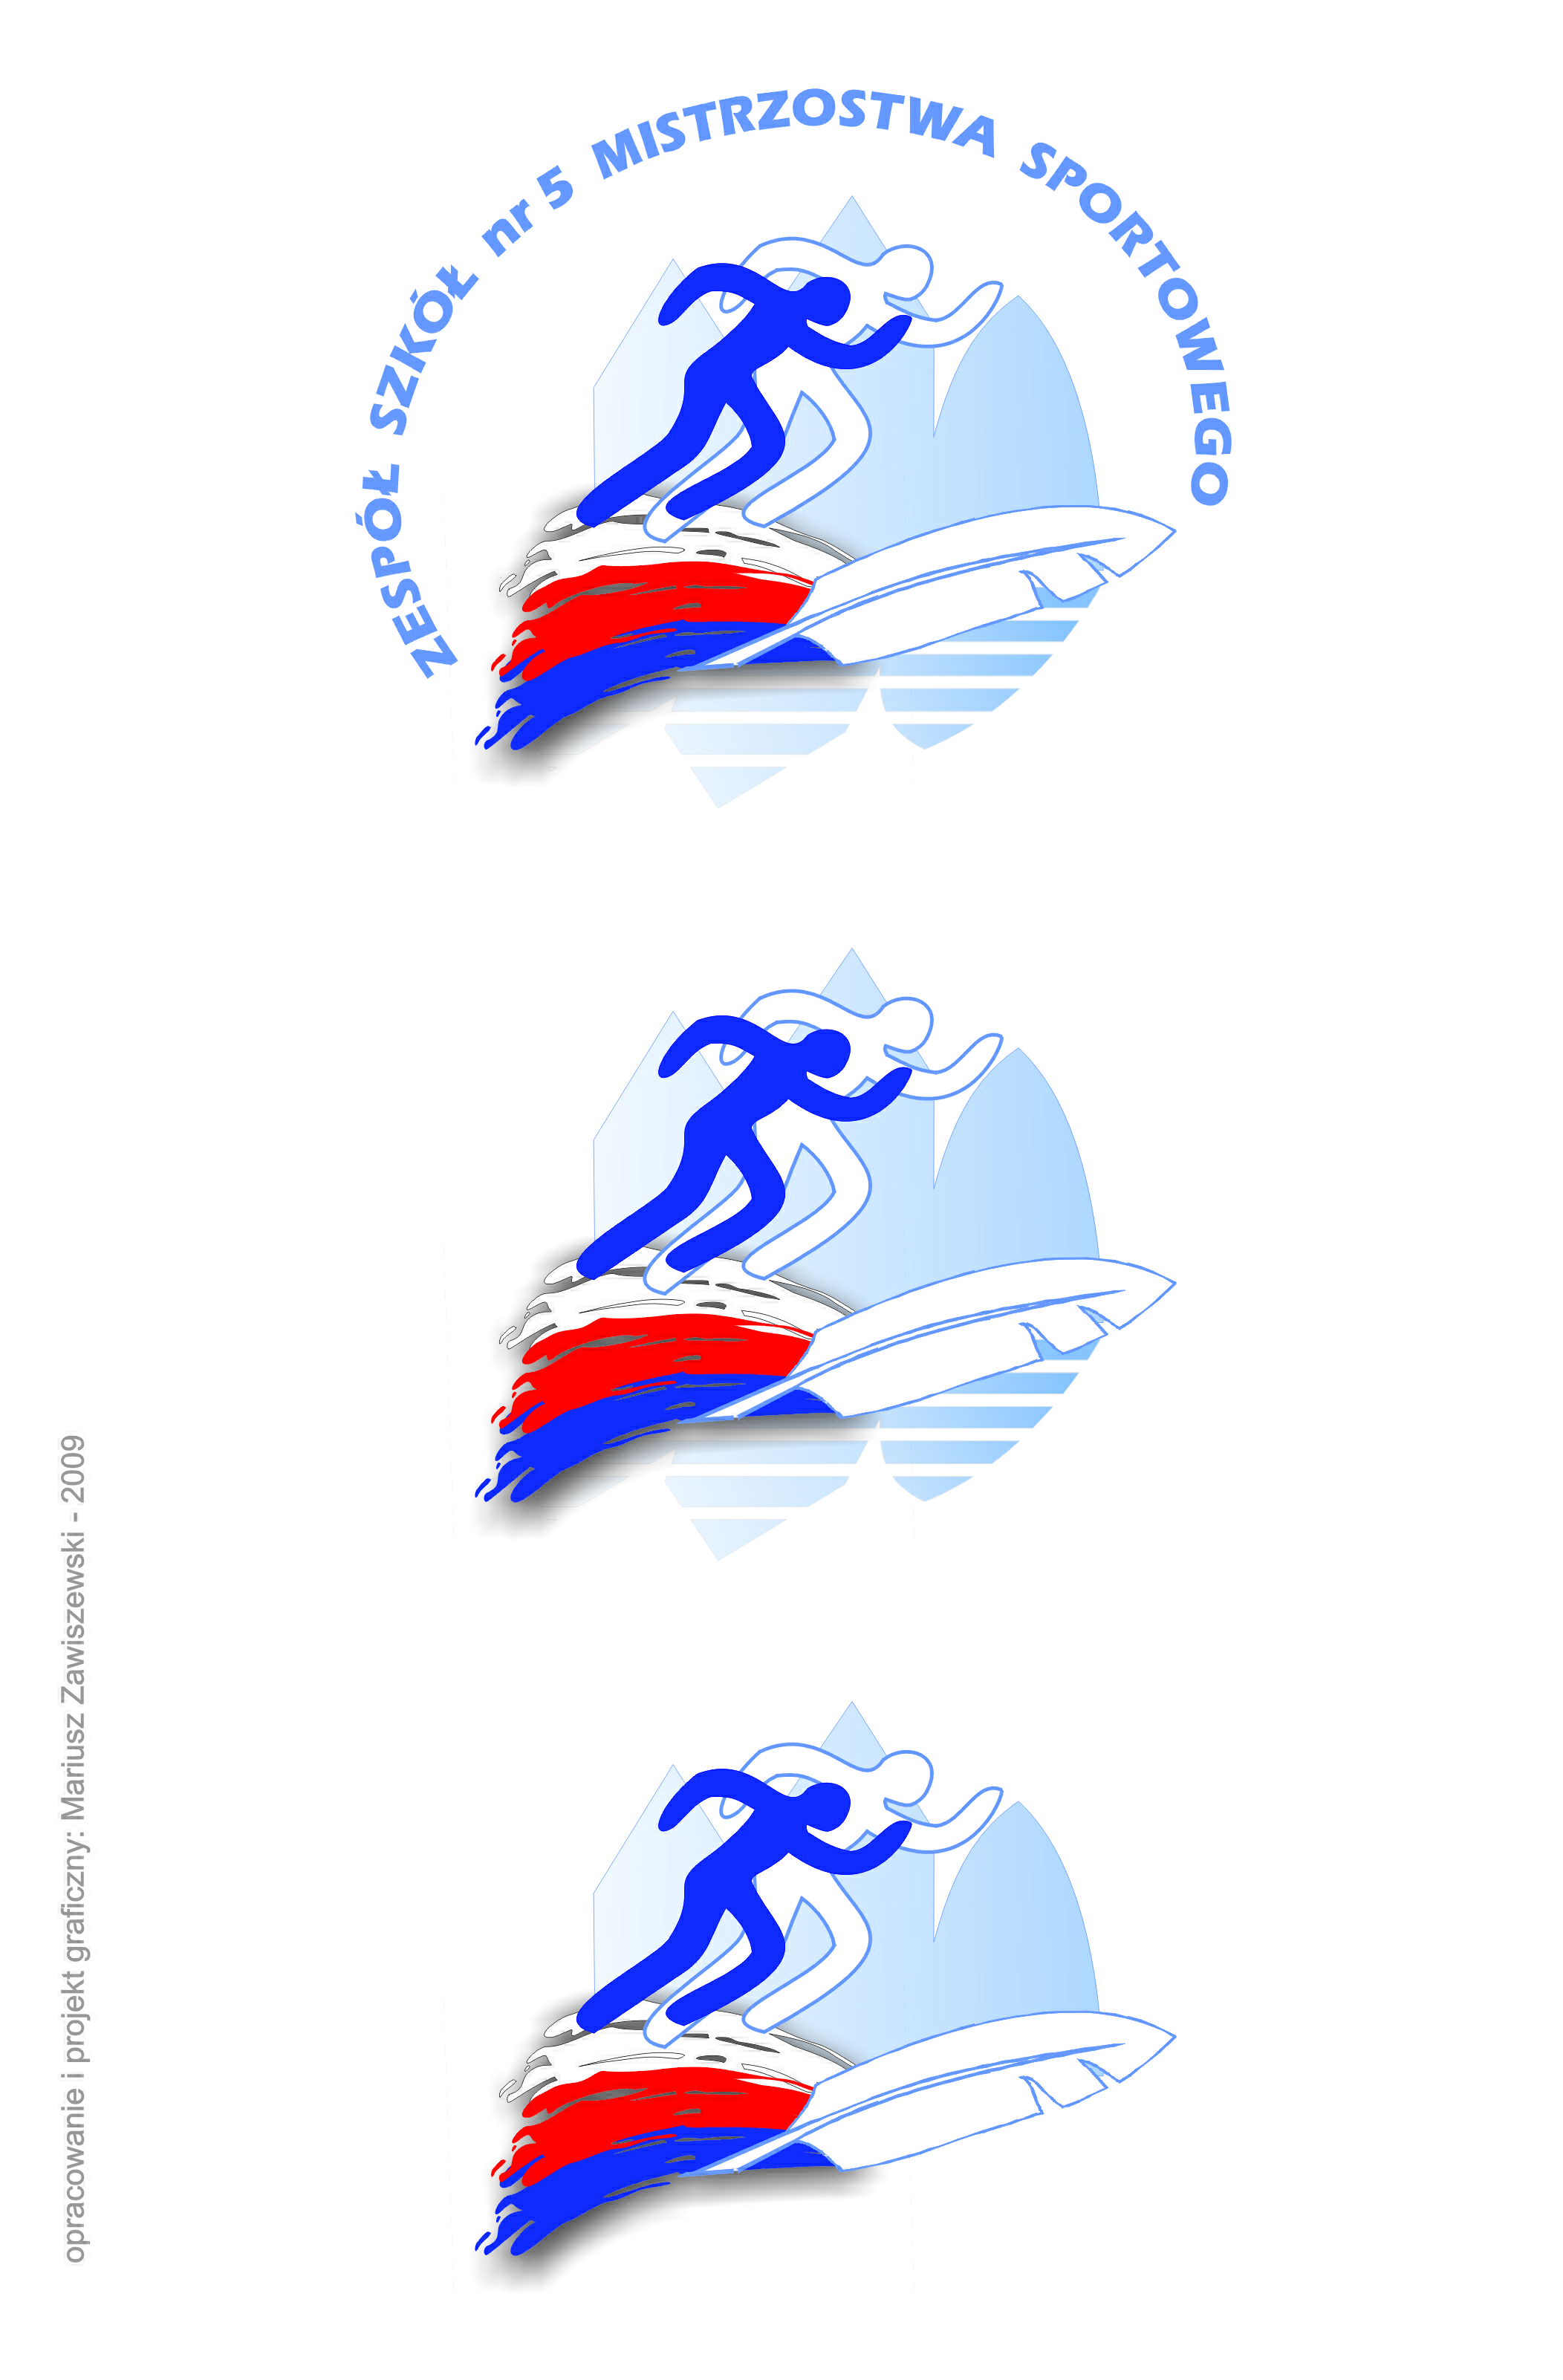 ZESPÓŁ SZKÓŁ nr 5 MISTRZOSTWA SPORTOWEGO
opracowanie i projekt graficzny: Mariusz Zawiszewski - 2009